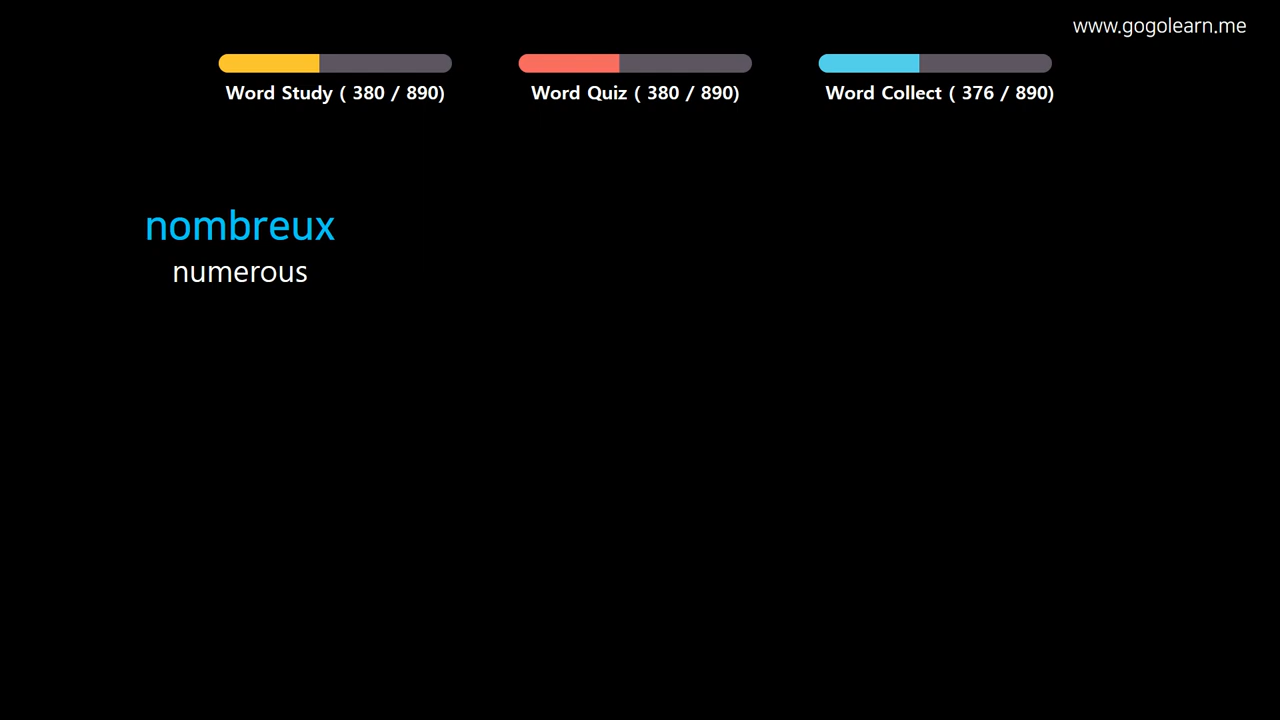 www.gogolearn.me
Word Study ( 380 / 890)
Word Quiz ( 380 / 890)
Word Collect ( 376 / 890)
nombreux
numerous